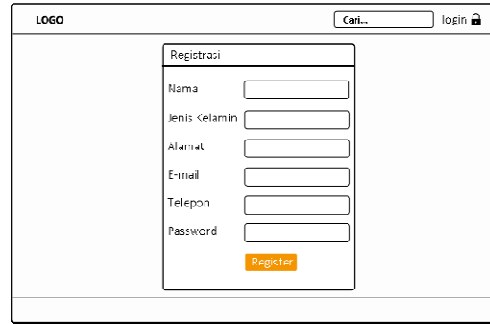 LOGO Cari... login
Registrasi
Nama
Jenis Kelamin
Alamat
E-mail
Telepon
Password
Register